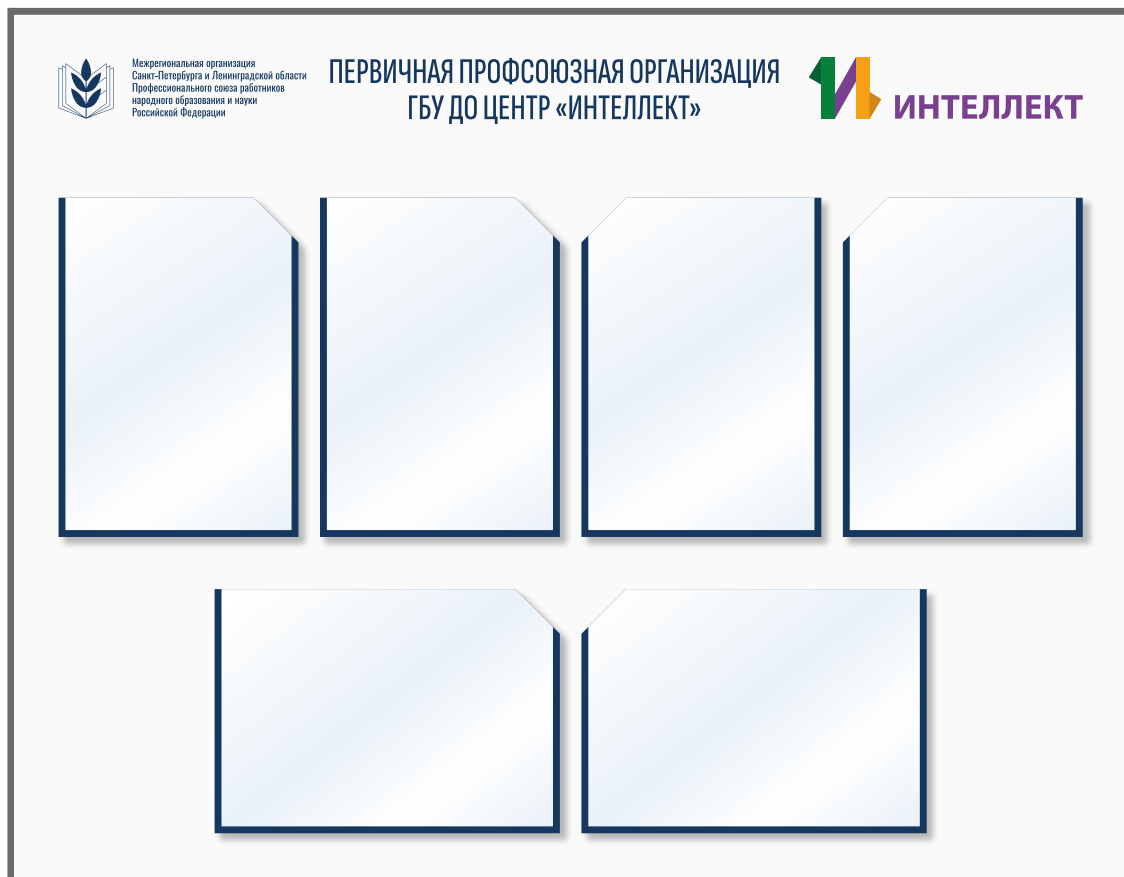 Межрегиональная организация
Санкт-Петербурга и Ленинградской области
Профессионального союза работников
народного образования и науки
Российской Федерации
ПЕРВИЧНАЯ ПРОФСОЮЗНАЯ ОРГАНИЗАЦИЯ
ГБУ ДО ЦЕНТР «ИНТЕЛЛЕКТ»
ИНТЕЛЛЕКТ